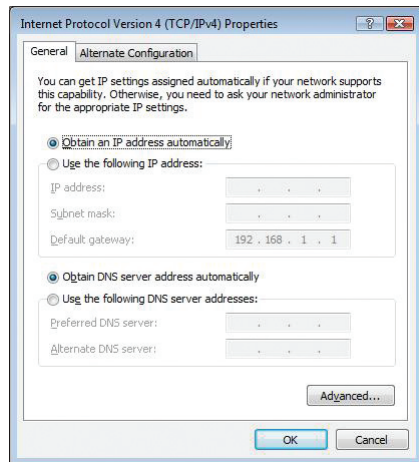 Internet Protocol Version 4 (TCP/IPv4) Properties
General
Alternate Configuration
You can get IP settings assigned automatically if your network supports
this capability. Otherwise, you need to ask your network administrator
for the appropriate IP settings.
Obtain an IP address automatically
Use the following IP address:
IP address:
Subnet mask:
Default gateway: 192 . 168 . 1 . 1
Obtain DNS server address automatically
Use the following DNS server addresses:
Preferred DNS server:
Alternate DNS server:
Advanced...
OK Cancel